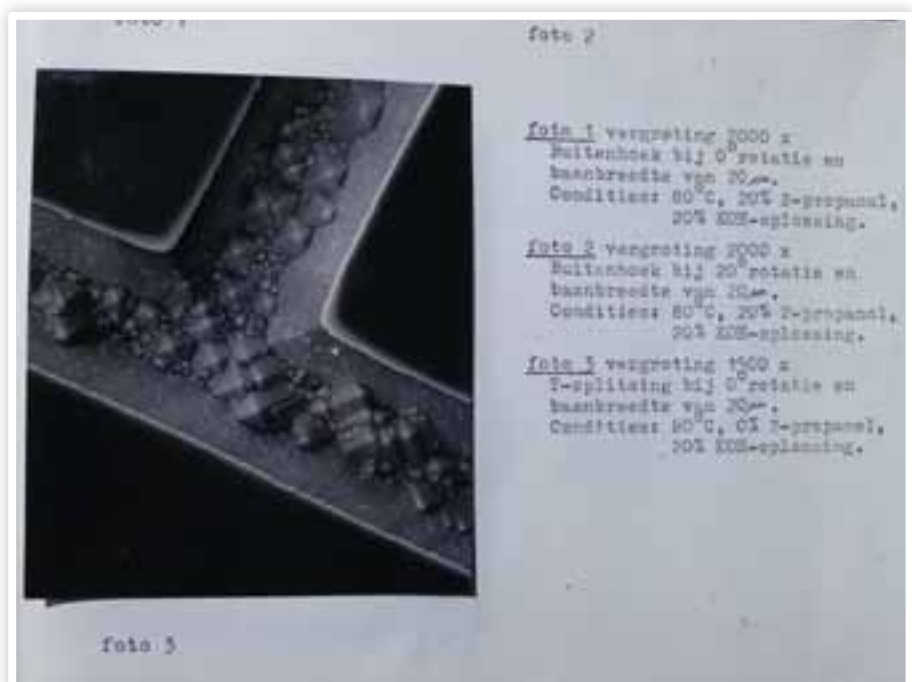 foto 2
foto 1 vergroting 2000 x
Buitenhoek bij 0° rotatie en
baanbreedte van 20 μm.
Condities: 80°C, 20% 2-propanol,
20% KOH-oplossing.
foto 2 vergroting 2000 x
Buitenhoek bij 20° rotatie en
baanbreedte van 20 μm.
Condities: 80°C, 20% 2-propanol,
20% KOH-oplossing.
foto 3 vergroting 1500 x
T-splitsing bij 0° rotatie en
baanbreedte van 20 μm.
Condities: 80°C, 0% 2-propanol,
20% KOH-oplossing.
foto 3